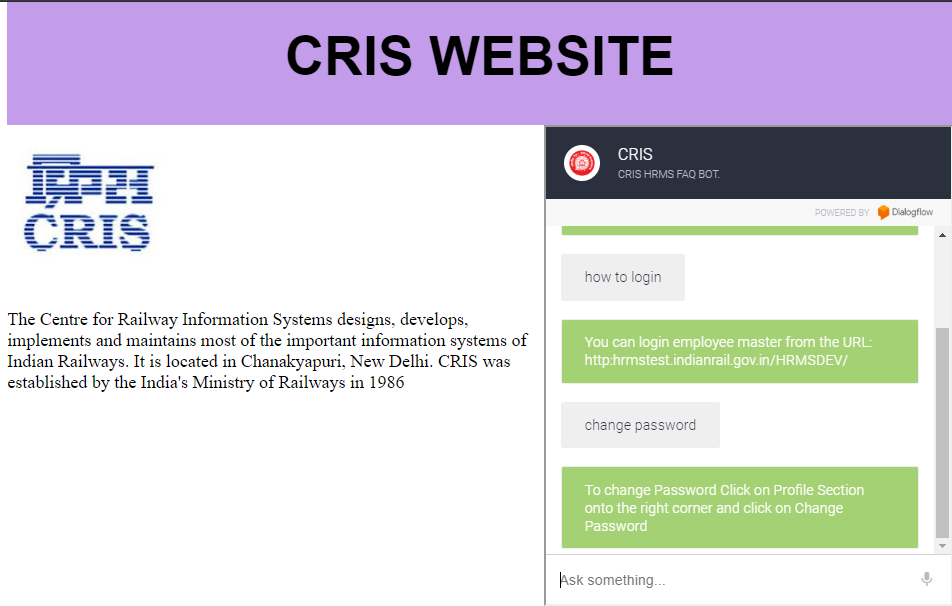 CRIS WEBSITE
क्रिस
CRIS
The Centre for Railway Information Systems designs, develops,
implements and maintains most of the important information systems of
Indian Railways. It is located in Chanakyapuri, New Delhi. CRIS was
established by the India's Ministry of Railways in 1986
CRIS
CRIS HRMS FAQ BOT.
POWERED BY Dialogflow
how to login
You can login employee master from the URL:
http:hrmstest.indianrail.gov.in/HRMSDEV/
change password
To change Password Click on Profile Section
onto the right corner and click on Change
Password
Ask something...